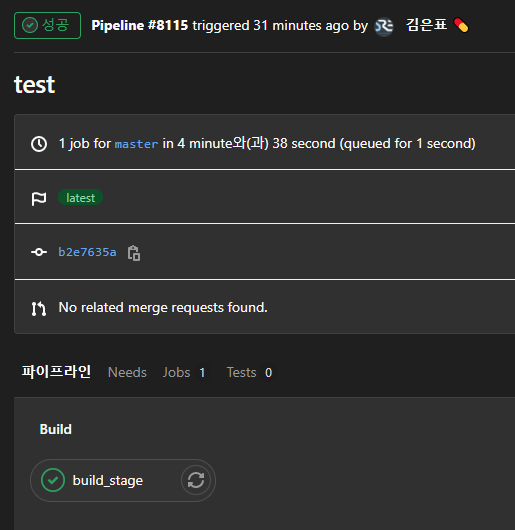 성공 Pipeline #8115 triggered 31 minutes ago by 김은표 💊
test
1 job for master in 4 minute와(과) 38 second (queued for 1 second)
latest
b2e7635a
No related merge requests found.
파이프라인 Needs Jobs 1 Tests 0
Build
build_stage